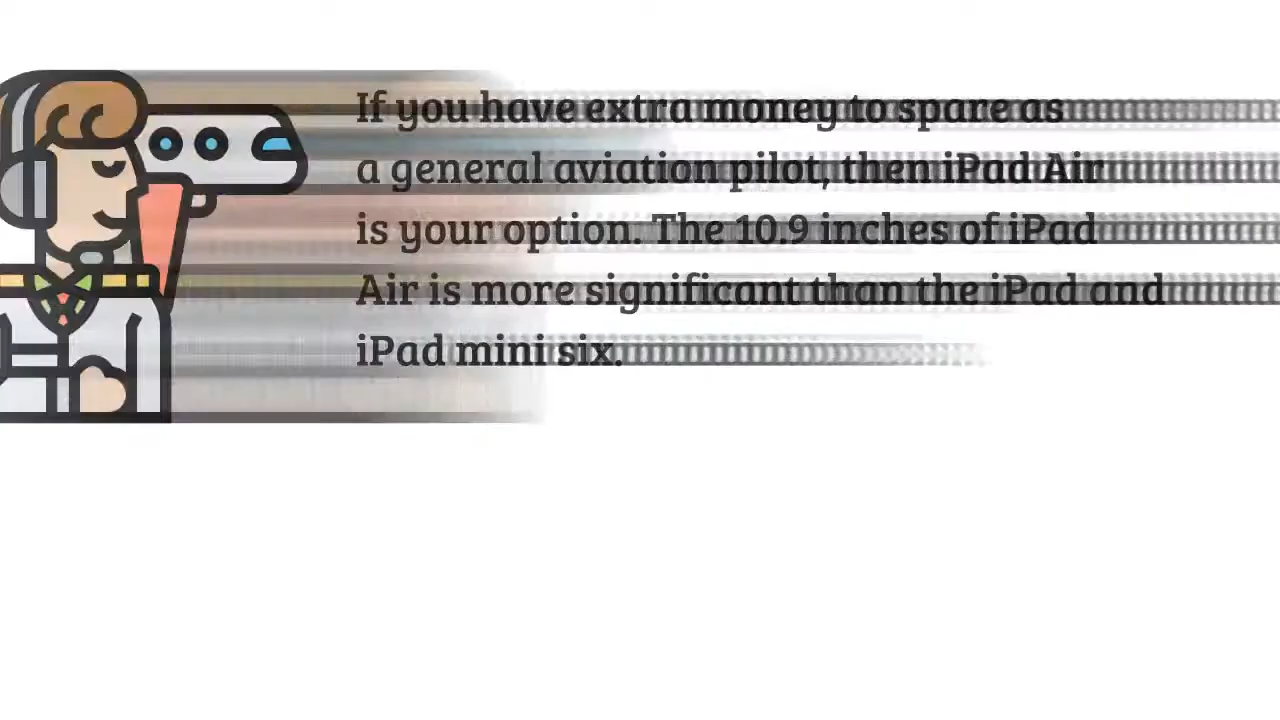 If you have extra money to spare as
a general aviation pilot, then iPad Air
is your option. The 10.9 inches of iPad
Air is more significant than the iPad and
iPad mini six.